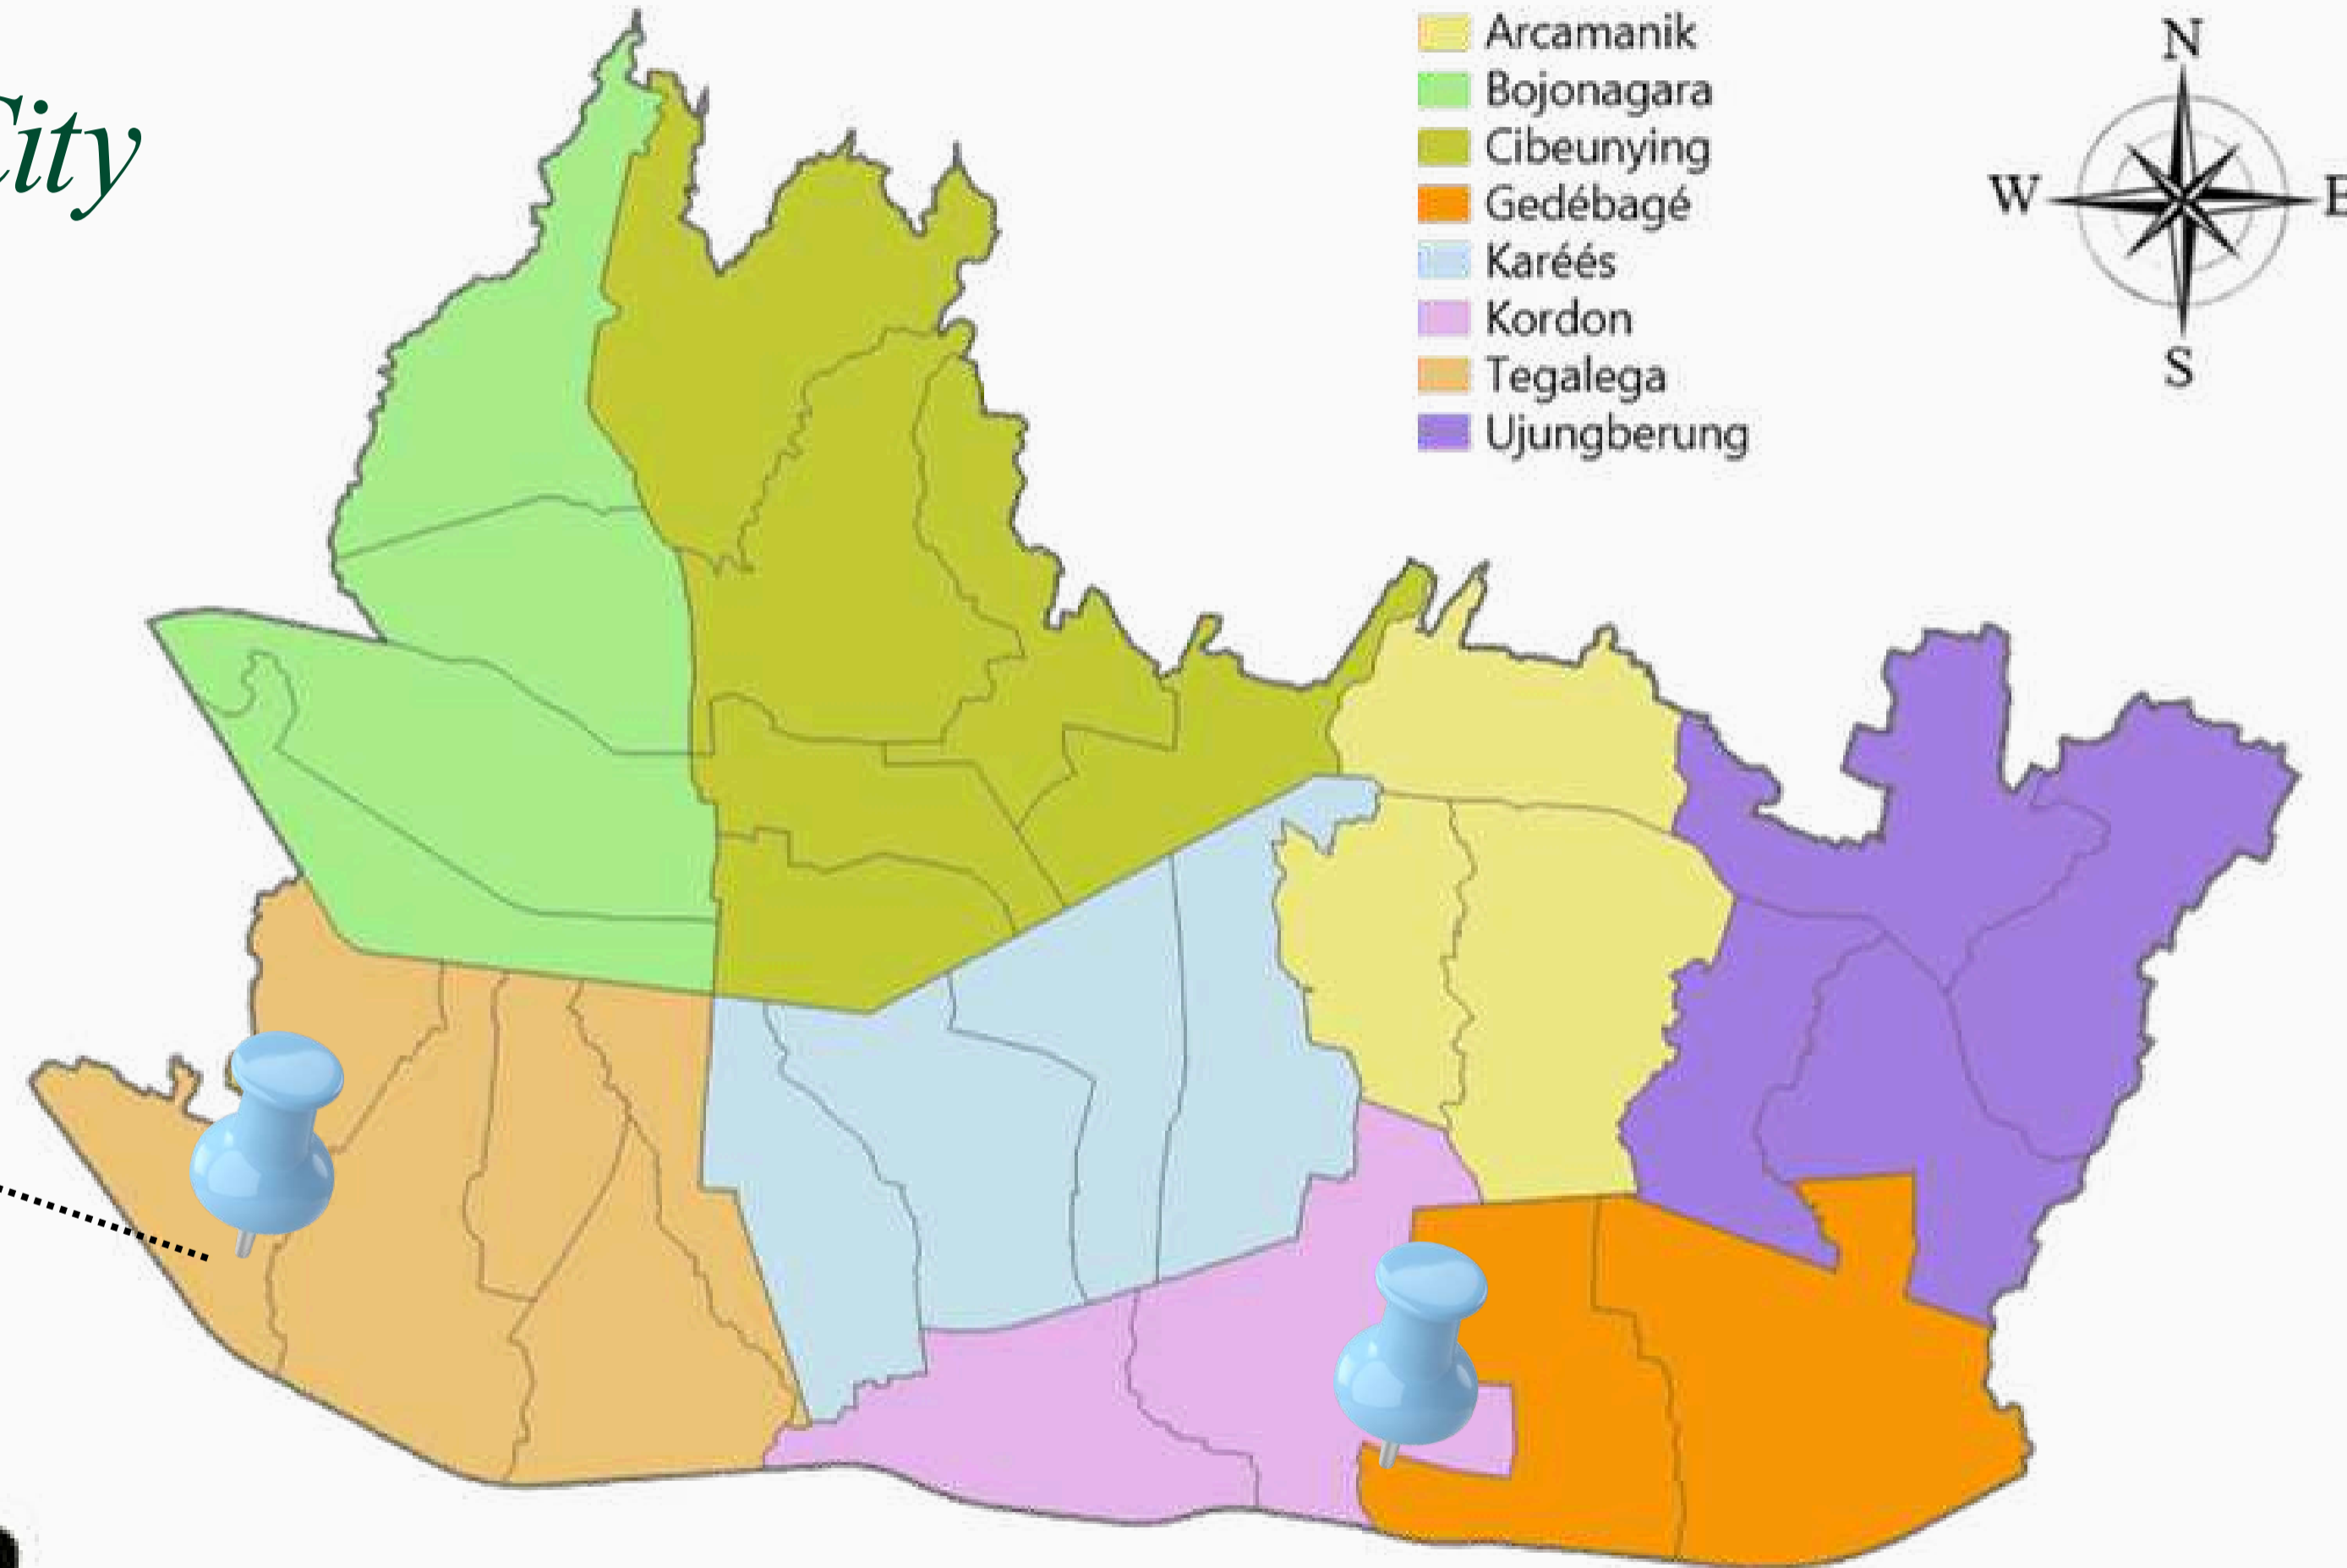 City
Arcamanik
Bojonagara
Cibeunying
Gedébagé
Karéés
Kordon
Tegalega
Ujungberung
N
W
E
S